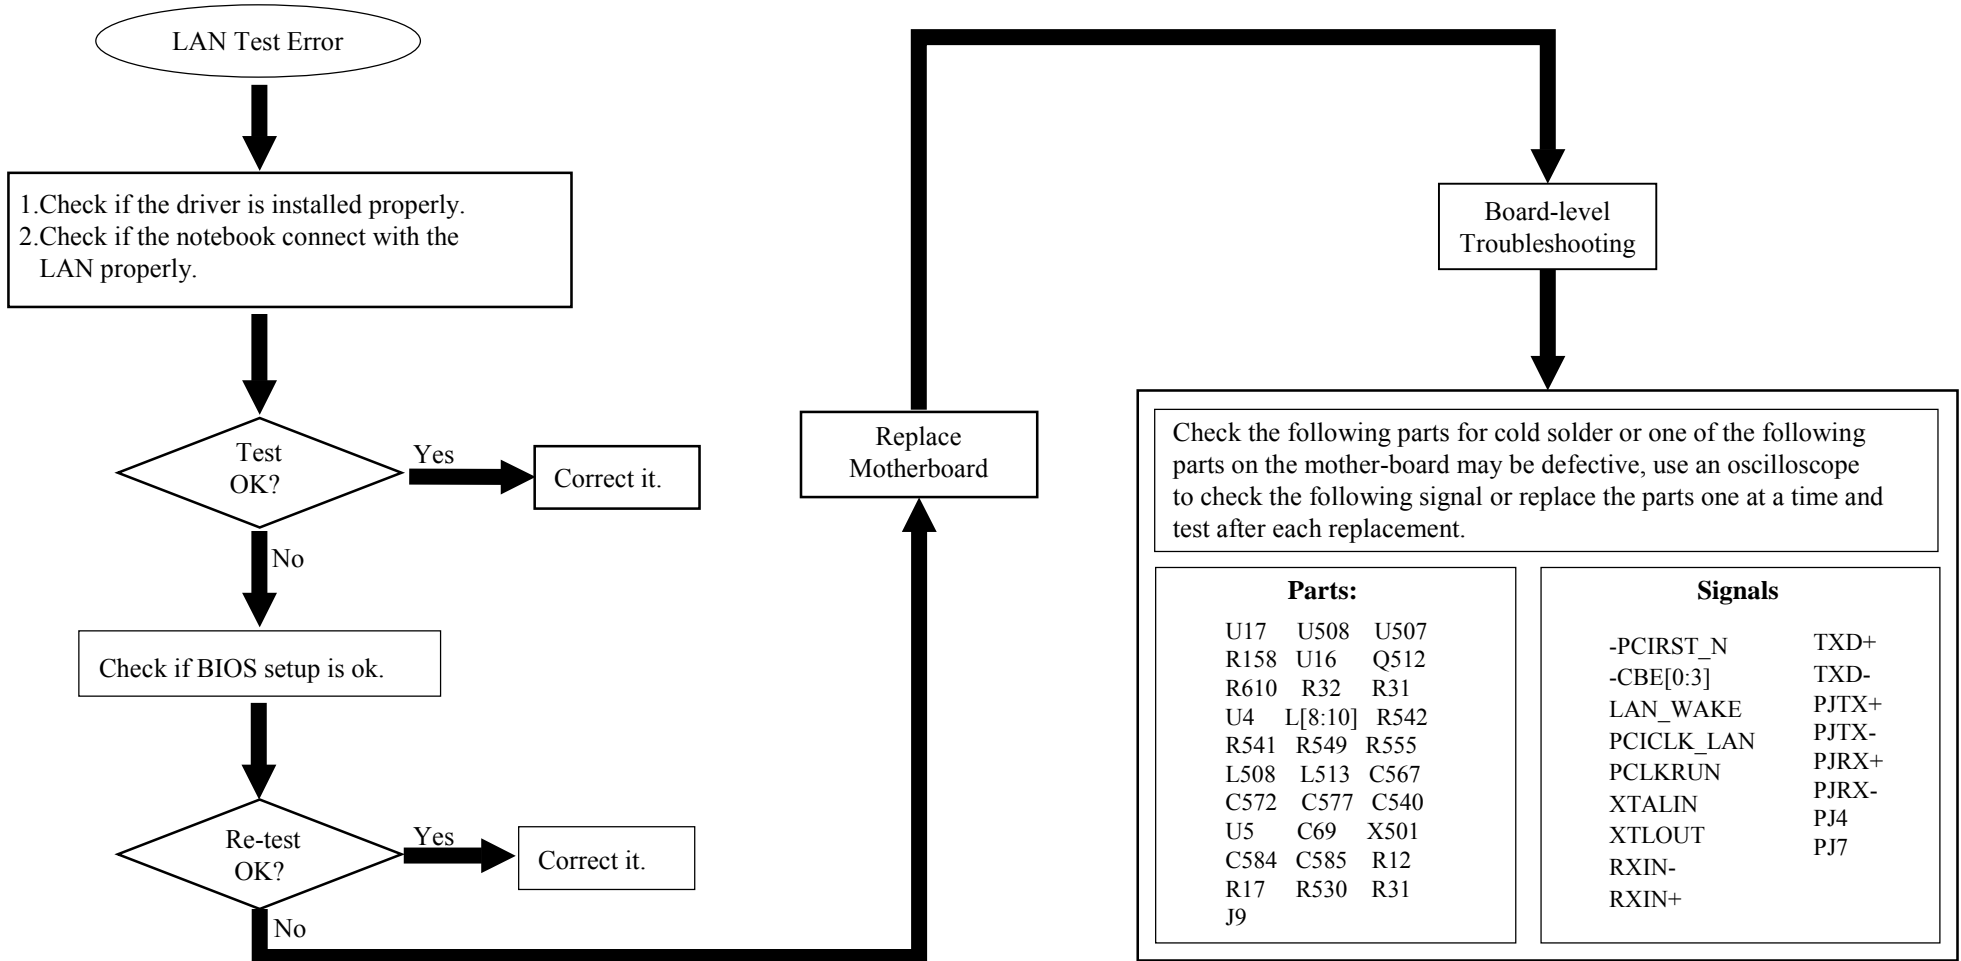 LAN Test Error
1.Check if the driver is installed properly.
2.Check if the notebook connect with the
LAN properly.
Test
OK?
Yes
Correct it.
No
Check if BIOS setup is ok.
Re-test
OK?
Yes
Correct it.
No
Replace
Motherboard
Board-level
Troubleshooting
Check the following parts for cold solder or one of the following
parts on the mother-board may be defective, use an oscilloscope
to check the following signal or replace the parts one at a time and
test after each replacement.
Parts:
U17 U508 U507
R158 U16 Q512
R610 R32 R31
U4 L[8:10] R542
R541 R549 R555
L508 L513 C567
C572 C577 C540
U5 C69 X501
C584 C585 R12
R17 R530 R31
J9
Signals
-PCIRST_N
-CBE[0:3]
LAN_WAKE
PCICLK_LAN
PCLKRUN
XTALIN
XTLOUT
RXIN-
RXIN+
TXD+
TXD-
PJTX+
PJTX-
PJRX+
PJRX-
PJ4
PJ7